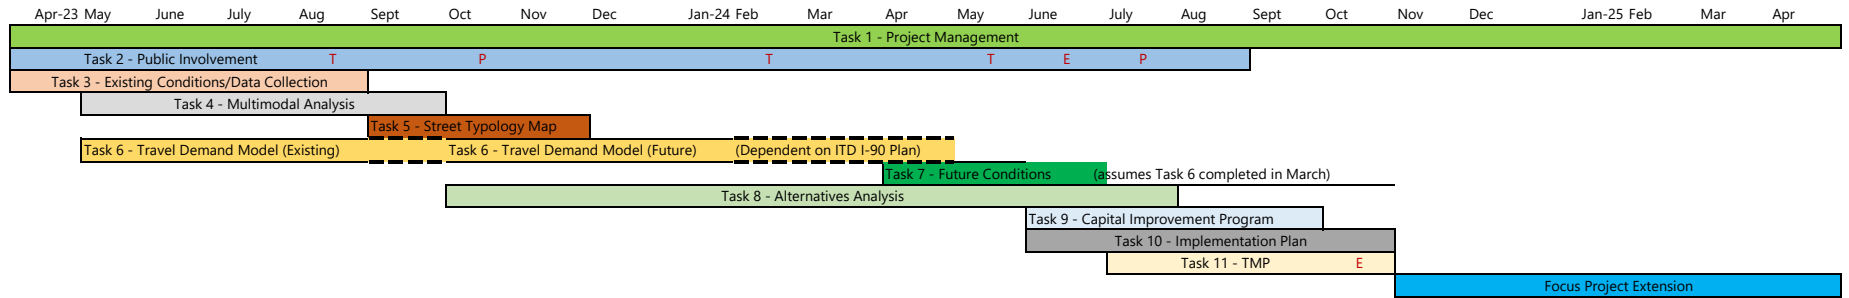 Apr-23 May June July Aug Sept Oct Nov Dec Jan-24 Feb Mar Apr May June July Aug Sept Oct Nov Dec Jan-25 Feb Mar Apr
Task 1 - Project Management
Task 2 - Public Involvement T P T T E P
Task 3 - Existing Conditions/Data Collection
Task 4 - Multimodal Analysis
Task 5 - Street Typology Map
Task 6 - Travel Demand Model (Existing) Task 6 - Travel Demand Model (Future) (Dependent on ITD I-90 Plan)
Task 7 - Future Conditions (assumes Task 6 completed in March)
Task 8 - Alternatives Analysis
Task 9 - Capital Improvement Program
Task 10 - Implementation Plan
Task 11 - TMP E
Focus Project Extension